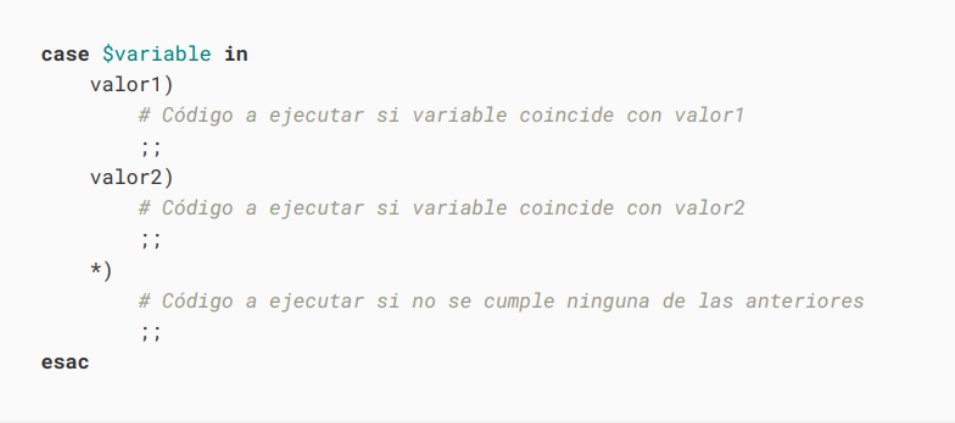 case $variable in
    valor1)
        # Código a ejecutar si variable coincide con valor1
        ;;
    valor2)
        # Código a ejecutar si variable coincide con valor2
        ;;
    *)
        # Código a ejecutar si no se cumple ninguna de las anteriores
        ;;
esac